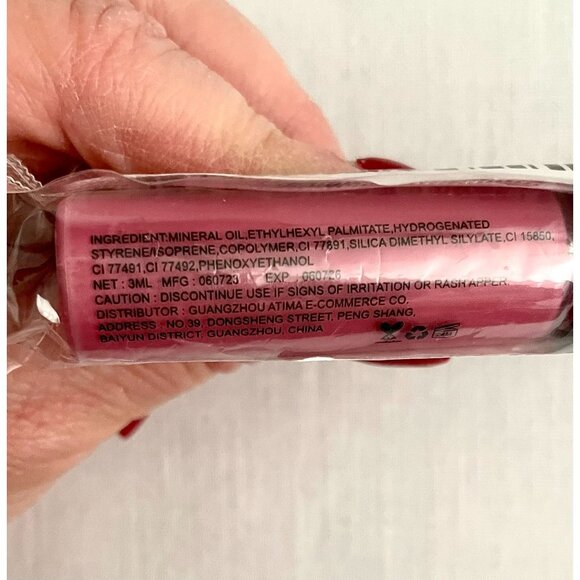 INGREDIENT:MINERAL OIL,ETHYLHEXYL PALMITATE,HYDROGENATED
STYRENE/ISOPRENE,COPOLYMER,CI 77891,SILICA DIMETHYL SILYLATE,CI 15850,
CI 77491,CI 77492,PHENOXYETHANOL
NET : 3ML MFG : 060723 EXP : 060726
CAUTION : DISCONTINUE USE IF SIGNS OF IRRITATION OR RASH APPER.
DISTRIBUTOR : GUANGZHOU ATIMA E-COMMERCE CO.
ADDRESS : NO 39, DONGSHENG STREET, PENG SHANG,
BAIYUN DISTRICT, GUANGZHOU, CHINA